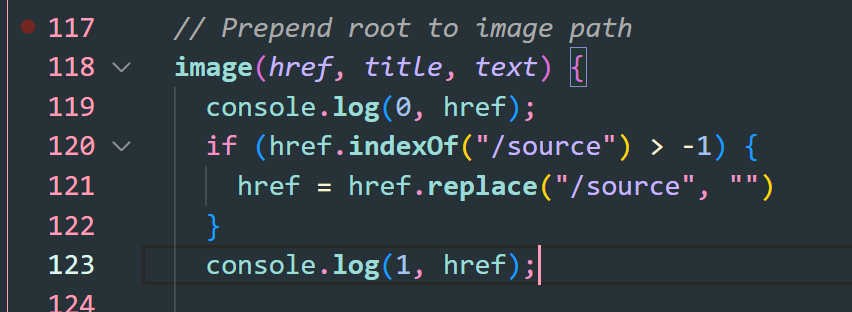 117 // Prepend root to image path
118 image(href, title, text) {
119 console.log(0, href);
120 if (href.indexOf("/source") > -1) {
121 href = href.replace("/source", "")
122 }
123 console.log(1, href);
124